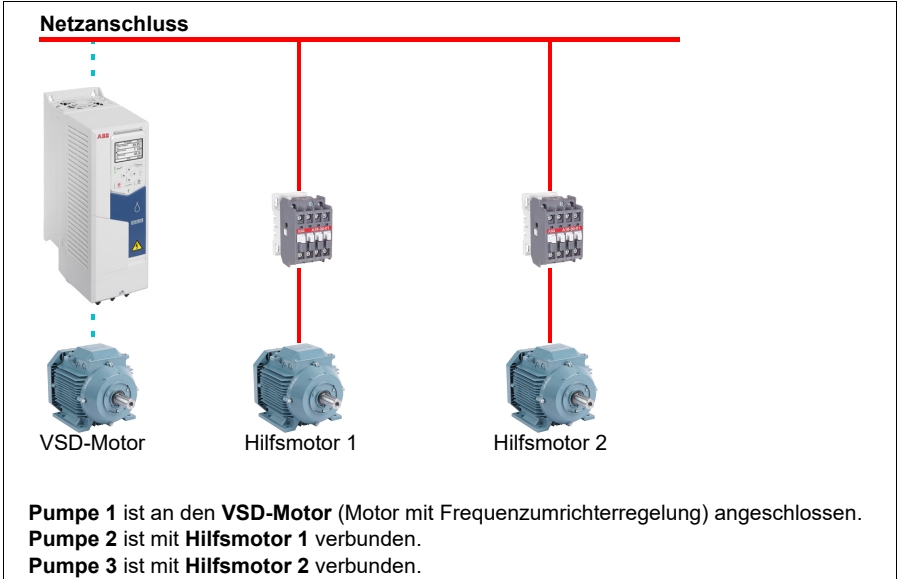 Netzanschluss
ABB
VSD-Motor
Hilfsmotor 1
Hilfsmotor 2
Pumpe 1 ist an den VSD-Motor (Motor mit Frequenzumrichterregelung) angeschlossen.
Pumpe 2 ist mit Hilfsmotor 1 verbunden.
Pumpe 3 ist mit Hilfsmotor 2 verbunden.